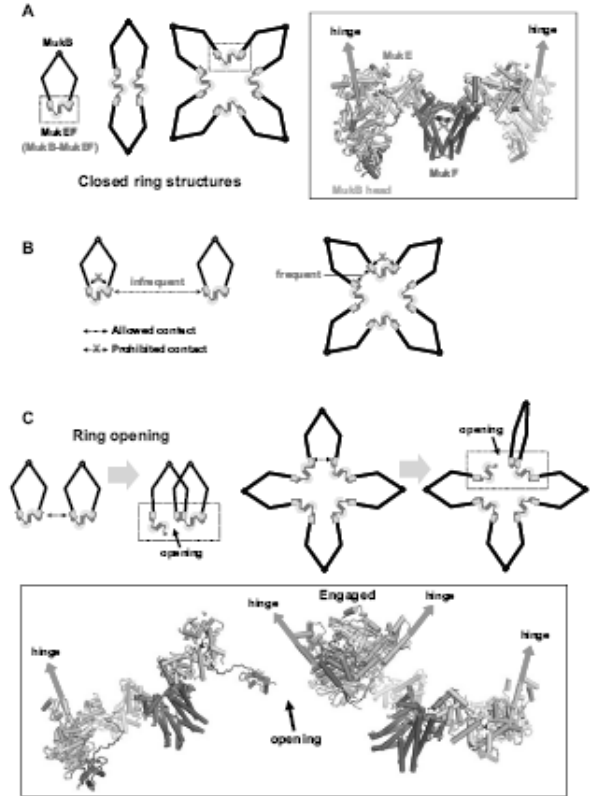 A
MukB
MukEF
(MukB-MukEF)
Closed ring structures
hinge
hinge
MukE
MukF
MukB head
B
infrequent
frequent
Allowed contact
Prohibited contact
C
Ring opening
opening
opening
Engaged
hinge
hinge
hinge
hinge
opening